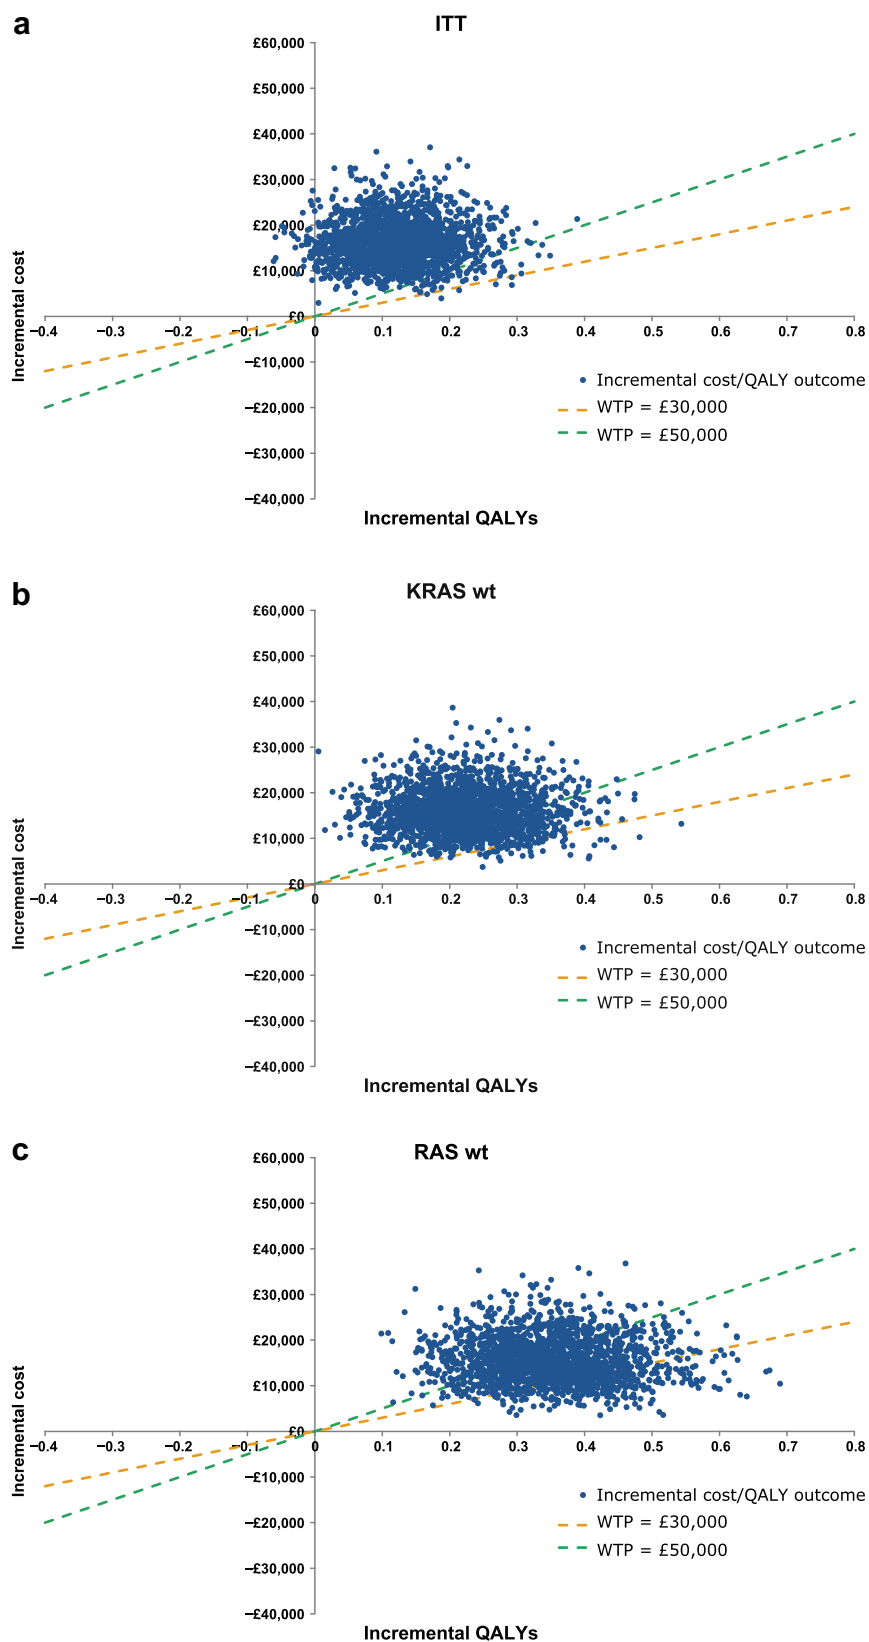 a
ITT
£60,000
£50,000
£40,000
£30,000
£20,000
£10,000
£0
−0.4 −0.3 −0.2 −0.1 0 0.1 0.2 0.3 0.4 0.5 0.6 0.7 0.8
−£10,000
−£20,000
−£30,000
−£40,000
Incremental cost
Incremental cost/QALY outcome
WTP = £30,000
WTP = £50,000
Incremental QALYs
b
KRAS wt
£60,000
£50,000
£40,000
£30,000
£20,000
£10,000
£0
−0.4 −0.3 −0.2 −0.1 0 0.1 0.2 0.3 0.4 0.5 0.6 0.7 0.8
−£10,000
−£20,000
−£30,000
−£40,000
Incremental cost
Incremental cost/QALY outcome
WTP = £30,000
WTP = £50,000
Incremental QALYs
c
RAS wt
£60,000
£50,000
£40,000
£30,000
£20,000
£10,000
£0
−0.4 −0.3 −0.2 −0.1 0 0.1 0.2 0.3 0.4 0.5 0.6 0.7 0.8
−£10,000
−£20,000
−£30,000
−£40,000
Incremental cost
Incremental cost/QALY outcome
WTP = £30,000
WTP = £50,000
Incremental QALYs